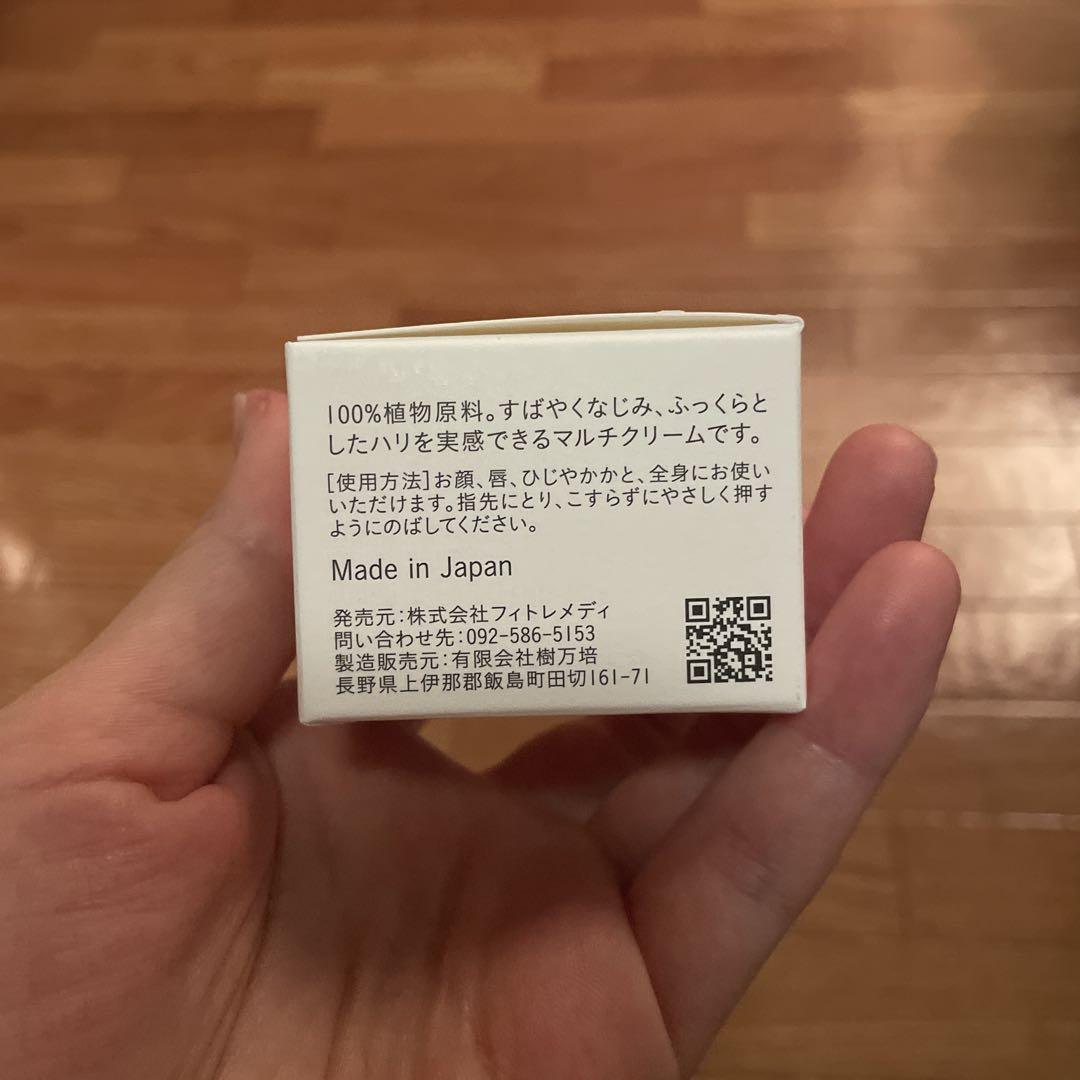 100%植物原料。すばやくなじみ、ふっくらと
したハリを実感できるマルチクリームです。
[使用方法]お顔、唇、ひじやかかと、全身にお使い
いただけます。指先にとり、こすらずにやさしく押す
ようにのばしてください。
Made in Japan
発売元:株式会社フィトレメディ
問い合わせ先:092-586-5153
製造販売元:有限会社樹万培
長野県上伊那郡飯島町田切161-71